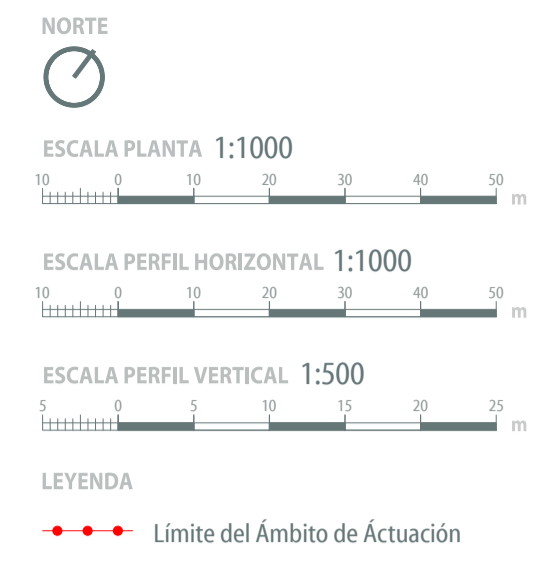 NORTE
ESCALA PLANTA 1:1000
10 0 10 20 30 40 50 m
ESCALA PERFIL HORIZONTAL 1:1000
10 0 10 20 30 40 50 m
ESCALA PERFIL VERTICAL 1:500
5 0 5 10 15 20 25 m
LEYENDA
Límite del Ámbito de Áctuación